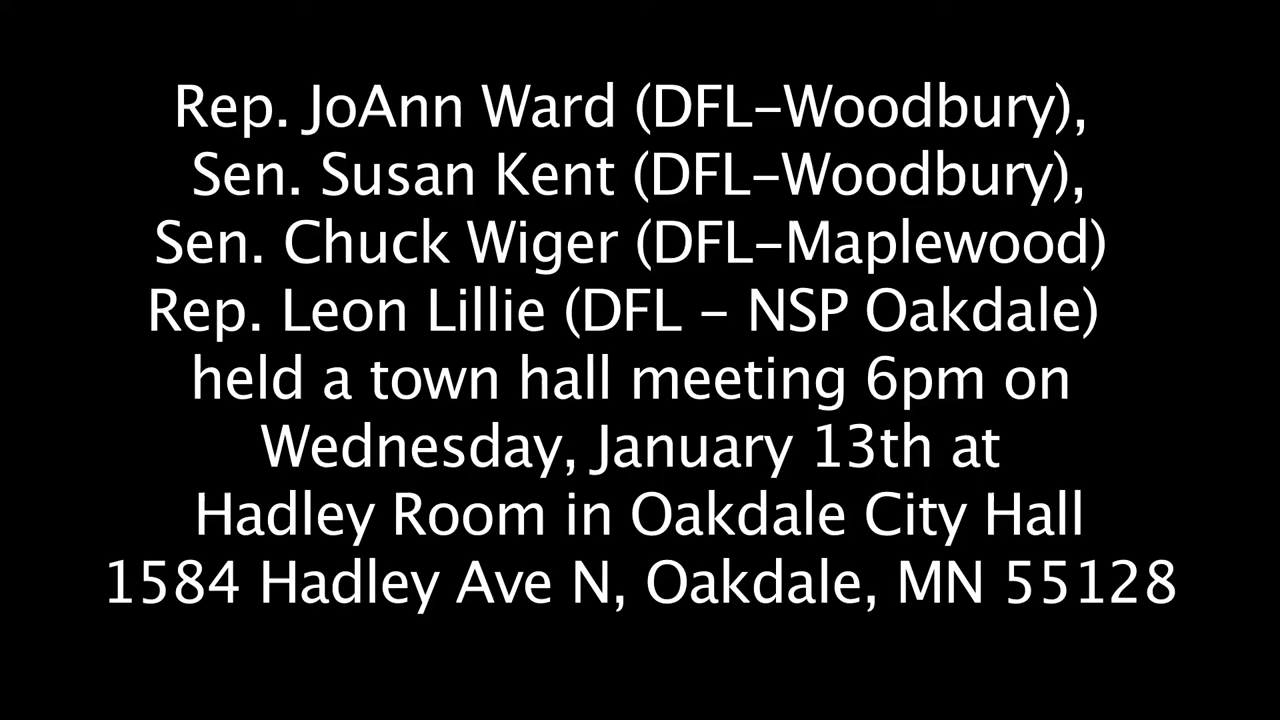 Rep. JoAnn Ward (DFL-Woodbury),
Sen. Susan Kent (DFL-Woodbury),
Sen. Chuck Wiger (DFL-Maplewood)
Rep. Leon Lillie (DFL - NSP Oakdale)
held a town hall meeting 6pm on
Wednesday, January 13th at
Hadley Room in Oakdale City Hall
1584 Hadley Ave N, Oakdale, MN 55128